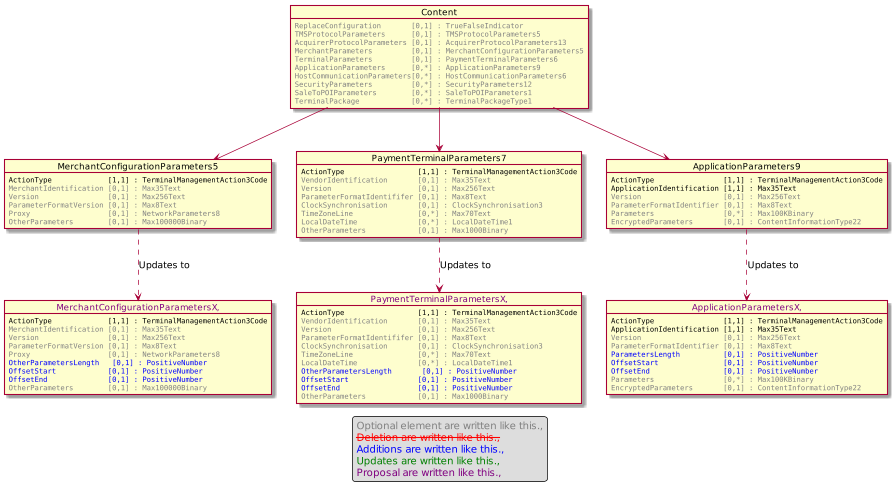 Content
ReplaceConfiguration [0,1] : TrueFalseIndicator
TMSProtocolParameters [0,1] : TMSProtocolParameters5
AcquirerProtocolParameters [0,1] : AcquirerProtocolParameters13
MerchantParameters [0,1] : MerchantConfigurationParameters5
TerminalParameters [0,1] : PaymentTerminalParameters6
ApplicationParameters [0,*] : ApplicationParameters9
HostCommunicationParameters[0,*] : HostCommunicationParameters6
SecurityParameters [0,*] : SecurityParameters12
SaleToPOIParameters [0,*] : SaleToPOIParameters1
TerminalPackage [0,*] : TerminalPackageType1
MerchantConfigurationParameters5
ActionType [1,1] : TerminalManagementAction3Code
MerchantIdentification [0,1] : Max35Text
Version [0,1] : Max256Text
ParameterFormatVersion [0,1] : Max8Text
Proxy [0,1] : NetworkParameters8
OtherParameters [0,1] : Max100000Binary
PaymentTerminalParameters7
ActionType [1,1] : TerminalManagementAction3Code
VendorIdentification [0,1] : Max35Text
Version [0,1] : Max256Text
ParameterFormatIdentififer [0,1] : Max8Text
ClockSynchronisation [0,1] : ClockSynchronisation3
TimeZoneLine [0,*] : Max70Text
LocalDateTime [0,*] : LocalDateTime1
OtherParameters [0,1] : Max1000Binary
ApplicationParameters9
ActionType [1,1] : TerminalManagementAction3Code
ApplicationIdentification [1,1] : Max35Text
Version [0,1] : Max256Text
ParameterFormatIdentifier [0,1] : Max8Text
Parameters [0,*] : Max100KBinary
EncryptedParameters [0,1] : ContentInformationType22
Updates to
Updates to
Updates to
MerchantConfigurationParametersX,
ActionType [1,1] : TerminalManagementAction3Code
MerchantIdentification [0,1] : Max35Text
Version [0,1] : Max256Text
ParameterFormatVersion [0,1] : Max8Text
Proxy [0,1] : NetworkParameters8
OtherParametersLength [0,1] : PositiveNumber
OffsetStart [0,1] : PositiveNumber
OffsetEnd [0,1] : PositiveNumber
OtherParameters [0,1] : Max100000Binary
PaymentTerminalParametersX,
ActionType [1,1] : TerminalManagementAction3Code
VendorIdentification [0,1] : Max35Text
Version [0,1] : Max256Text
ParameterFormatIdentififer [0,1] : Max8Text
ClockSynchronisation [0,1] : ClockSynchronisation3
TimeZoneLine [0,*] : Max70Text
LocalDateTime [0,*] : LocalDateTime1
OtherParametersLength [0,1] : PositiveNumber
OffsetStart [0,1] : PositiveNumber
OffsetEnd [0,1] : PositiveNumber
OtherParameters [0,1] : Max1000Binary
ApplicationParametersX,
ActionType [1,1] : TerminalManagementAction3Code
ApplicationIdentification [1,1] : Max35Text
Version [0,1] : Max256Text
ParameterFormatIdentifier [0,1] : Max8Text
ParametersLength [0,1] : PositiveNumber
OffsetStart [0,1] : PositiveNumber
OffsetEnd [0,1] : PositiveNumber
Parameters [0,*] : Max100KBinary
EncryptedParameters [0,1] : ContentInformationType22
Optional element are written like this.,
Deletion are written like this.,
Additions are written like this.,
Updates are written like this.,
Proposal are written like this.,